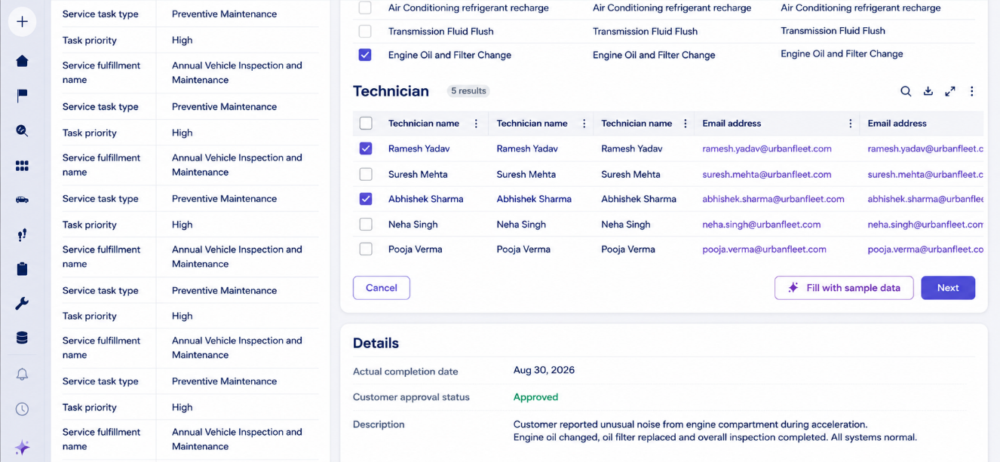 Service task type Preventive Maintenance
Task priority High
Service fulfillment Annual Vehicle Inspection and
name Maintenance
Service task type Preventive Maintenance
Task priority High
Service fulfillment Annual Vehicle Inspection and
name Maintenance
Service task type Preventive Maintenance
Task priority High
Service fulfillment Annual Vehicle Inspection and
name Maintenance
Service task type Preventive Maintenance
Task priority High
Service fulfillment Annual Vehicle Inspection and
name Maintenance
Service task type Preventive Maintenance
Task priority High
Service fulfillment Annual Vehicle Inspection and
name Maintenance
Air Conditioning refrigerant recharge Air Conditioning refrigerant recharge Air Conditioning refrigerant recharge
Transmission Fluid Flush Transmission Fluid Flush Transmission Fluid Flush
Engine Oil and Filter Change Engine Oil and Filter Change Engine Oil and Filter Change
Technician 5 results
Technician name Technician name Technician name Email address Email address
Ramesh Yadav Ramesh Yadav Ramesh Yadav ramesh.yadav@urbanfleet.com ramesh.yadav@urbanfleet.c
Suresh Mehta Suresh Mehta Suresh Mehta suresh.mehta@urbanfleet.com suresh.mehta@urbanfleet.c
Abhishek Sharma Abhishek Sharma Abhishek Sharma abhishek.sharma@urbanfleet.com abhishek.sharma@urbanflee
Neha Singh Neha Singh Neha Singh neha.singh@urbanfleet.com neha.singh@urbanfleet.com
Pooja Verma Pooja Verma Pooja Verma pooja.verma@urbanfleet.com pooja.verma@urbanfleet.co
Cancel Fill with sample data Next
Details
Actual completion date Aug 30, 2026
Customer approval status Approved
Description Customer reported unusual noise from engine compartment during acceleration.
Engine oil changed, oil filter replaced and overall inspection completed. All systems normal.